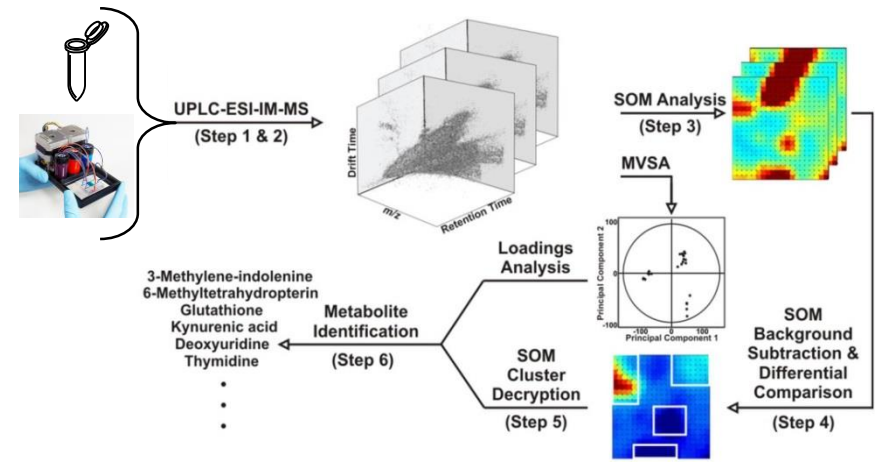 UPLC-ESI-IM-MS
(Step 1 & 2)
Drift Time
m/z
Retention Time
SOM Analysis
(Step 3)
MVSA
Principal Component 2
100
0
-100
-100
0
100
Principal Component 1
SOM
Background
Subtraction &
Differential
Comparison
(Step 4)
Loadings
Analysis
SOM
Cluster
Decryption
(Step 5)
Metabolite
Identification
(Step 6)
3-Methylene-indolenine
6-Methyltetrahydropterin
Glutathione
Kynurenic acid
Deoxyuridine
Thymidine